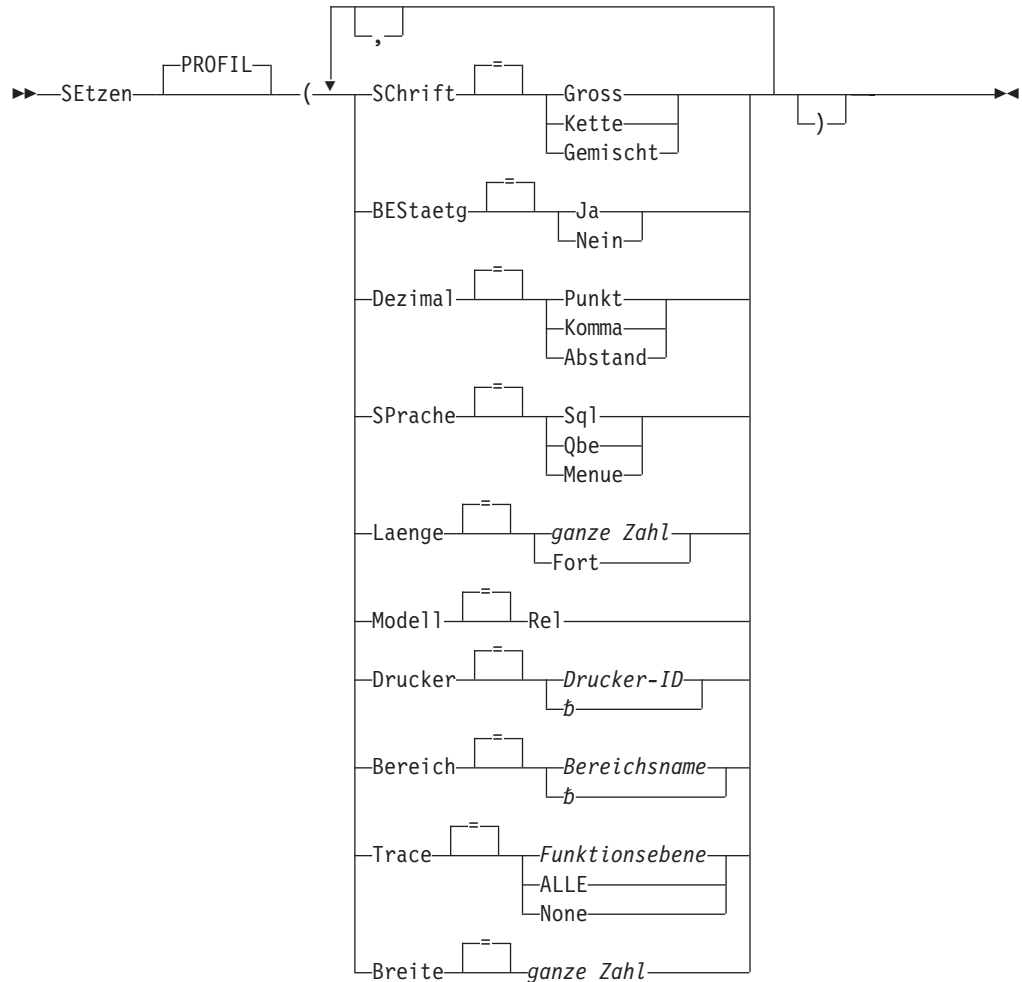 ,
PROFIL
SEtzen ( SChrift = Gross )
Kette
Gemischt
BEStaetg = Ja
Nein
Dezimal = Punkt
Komma
Abstand
SPrache = Sql
Qbe
Menue
Laenge = ganze Zahl
Fort
Modell = Rel
Drucker = Drucker-ID
ƀ
Bereich = Bereichsname
ƀ
Trace = Funktionsebene
ALLE
None
Breite = ganze Zahl